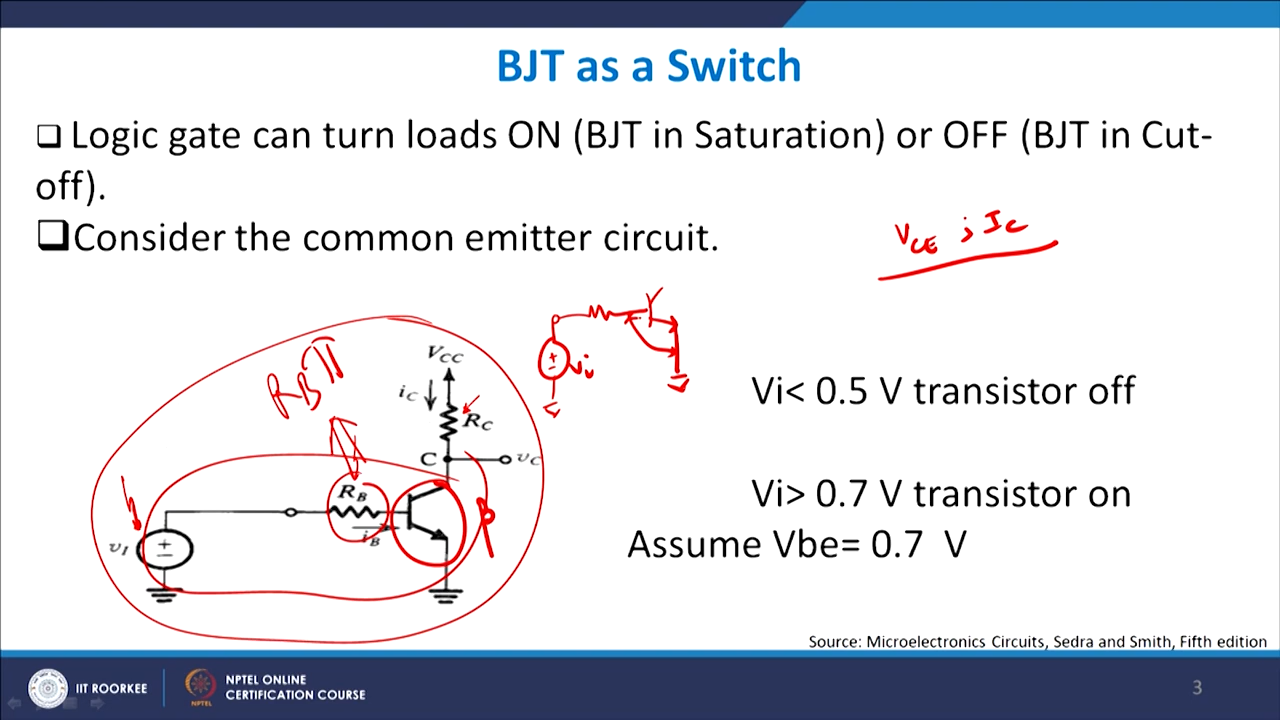 BJT as a Switch
❑ Logic gate can turn loads ON (BJT in Saturation) or OFF (BJT in Cut-
off).
❑Consider the common emitter circuit.
VCE ; IC
Vi
RB
VCC
iC
RC
C
vC
RB
iB
vI
Vi< 0.5 V transistor off
Vi> 0.7 V transistor on
Assume Vbe= 0.7 V
Source: Microelectronics Circuits, Sedra and Smith, Fifth edition
IIT ROORKEE
NPTEL ONLINE
CERTIFICATION COURSE
3